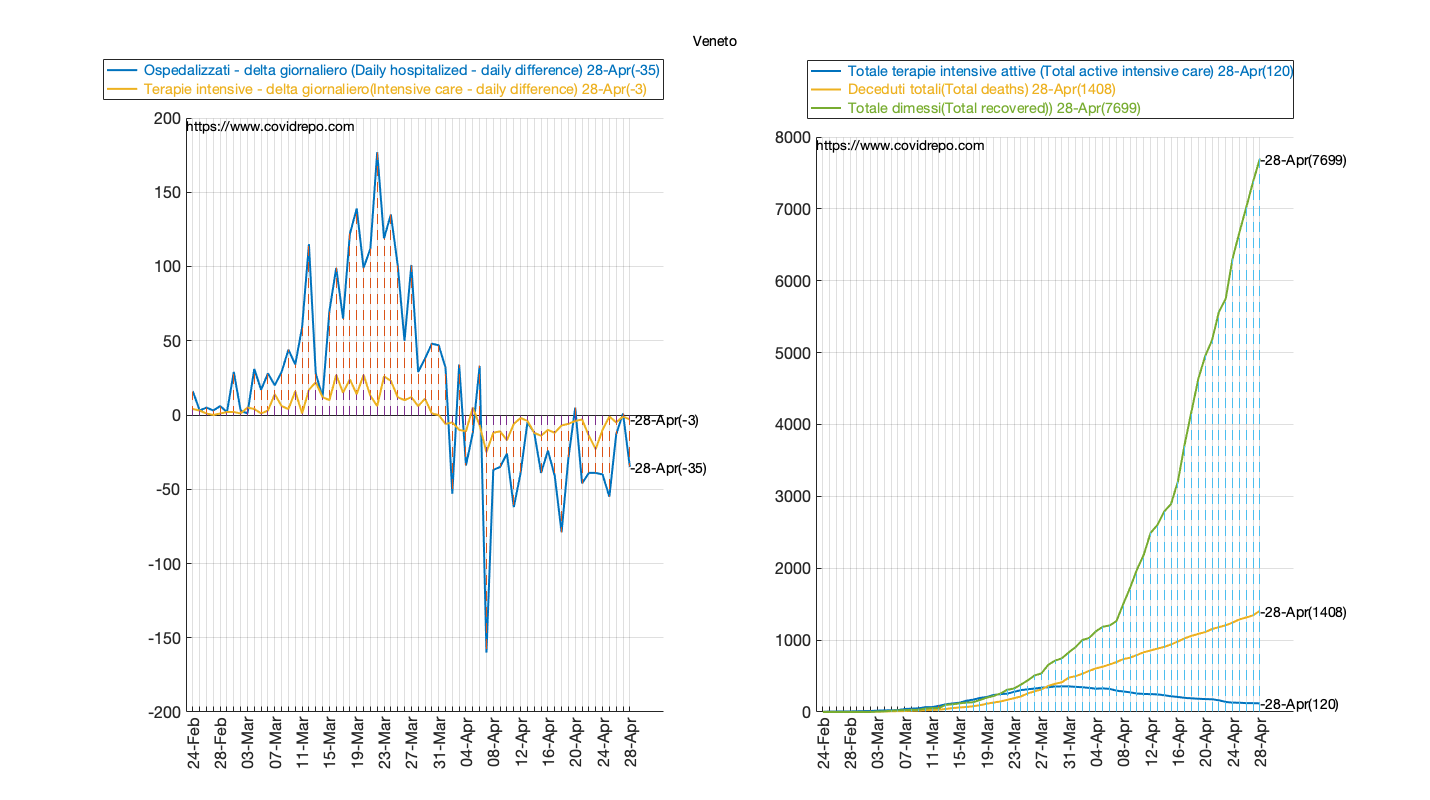 Veneto
Ospedalizzati - delta giornaliero (Daily hospitalized - daily difference) 28-Apr(-35)
Terapie intensive - delta giornaliero(Intensive care - daily difference) 28-Apr(-3)
200
https://www.covidrepo.com
150
100
50
0
-50
-100
-150
-200
-28-Apr(-3)
-28-Apr(-35)
24-Feb
28-Feb
03-Mar
07-Mar
11-Mar
15-Mar
19-Mar
23-Mar
27-Mar
31-Mar
04-Apr
08-Apr
12-Apr
16-Apr
20-Apr
24-Apr
28-Apr
Totale terapie intensive attive (Total active intensive care) 28-Apr(120)
Deceduti totali(Total deaths) 28-Apr(1408)
Totale dimessi(Total recovered)) 28-Apr(7699)
8000
https://www.covidrepo.com
7000
6000
5000
4000
3000
2000
1000
0
-28-Apr(7699)
-28-Apr(1408)
-28-Apr(120)
24-Feb
28-Feb
03-Mar
07-Mar
11-Mar
15-Mar
19-Mar
23-Mar
27-Mar
31-Mar
04-Apr
08-Apr
12-Apr
16-Apr
20-Apr
24-Apr
28-Apr